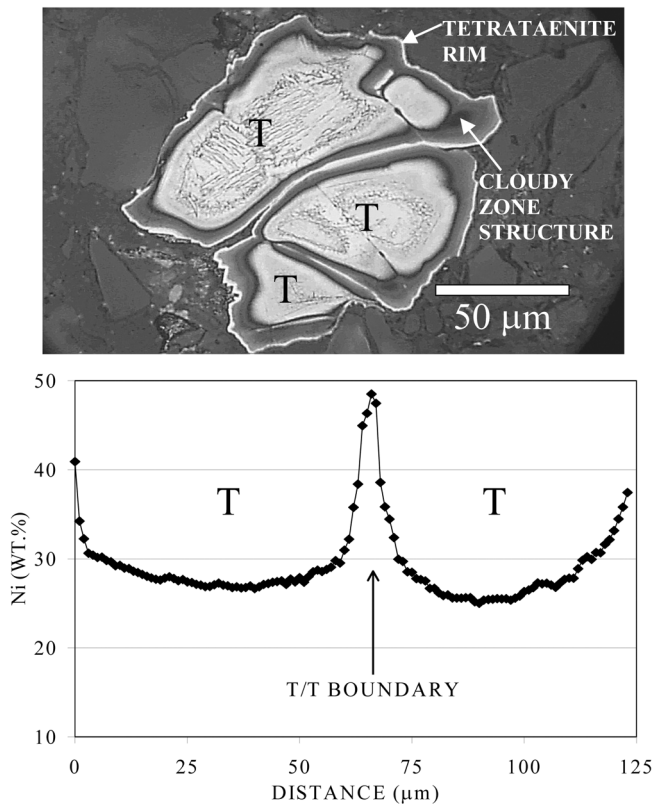 TETRATAENITE
RIM
T
CLOUDY
ZONE
STRUCTURE
T
T
50 µm
50
40
30
20
10
Ni (WT.%)
T
T
T/T BOUNDARY
0
25
50
75
100
125
DISTANCE (µm)